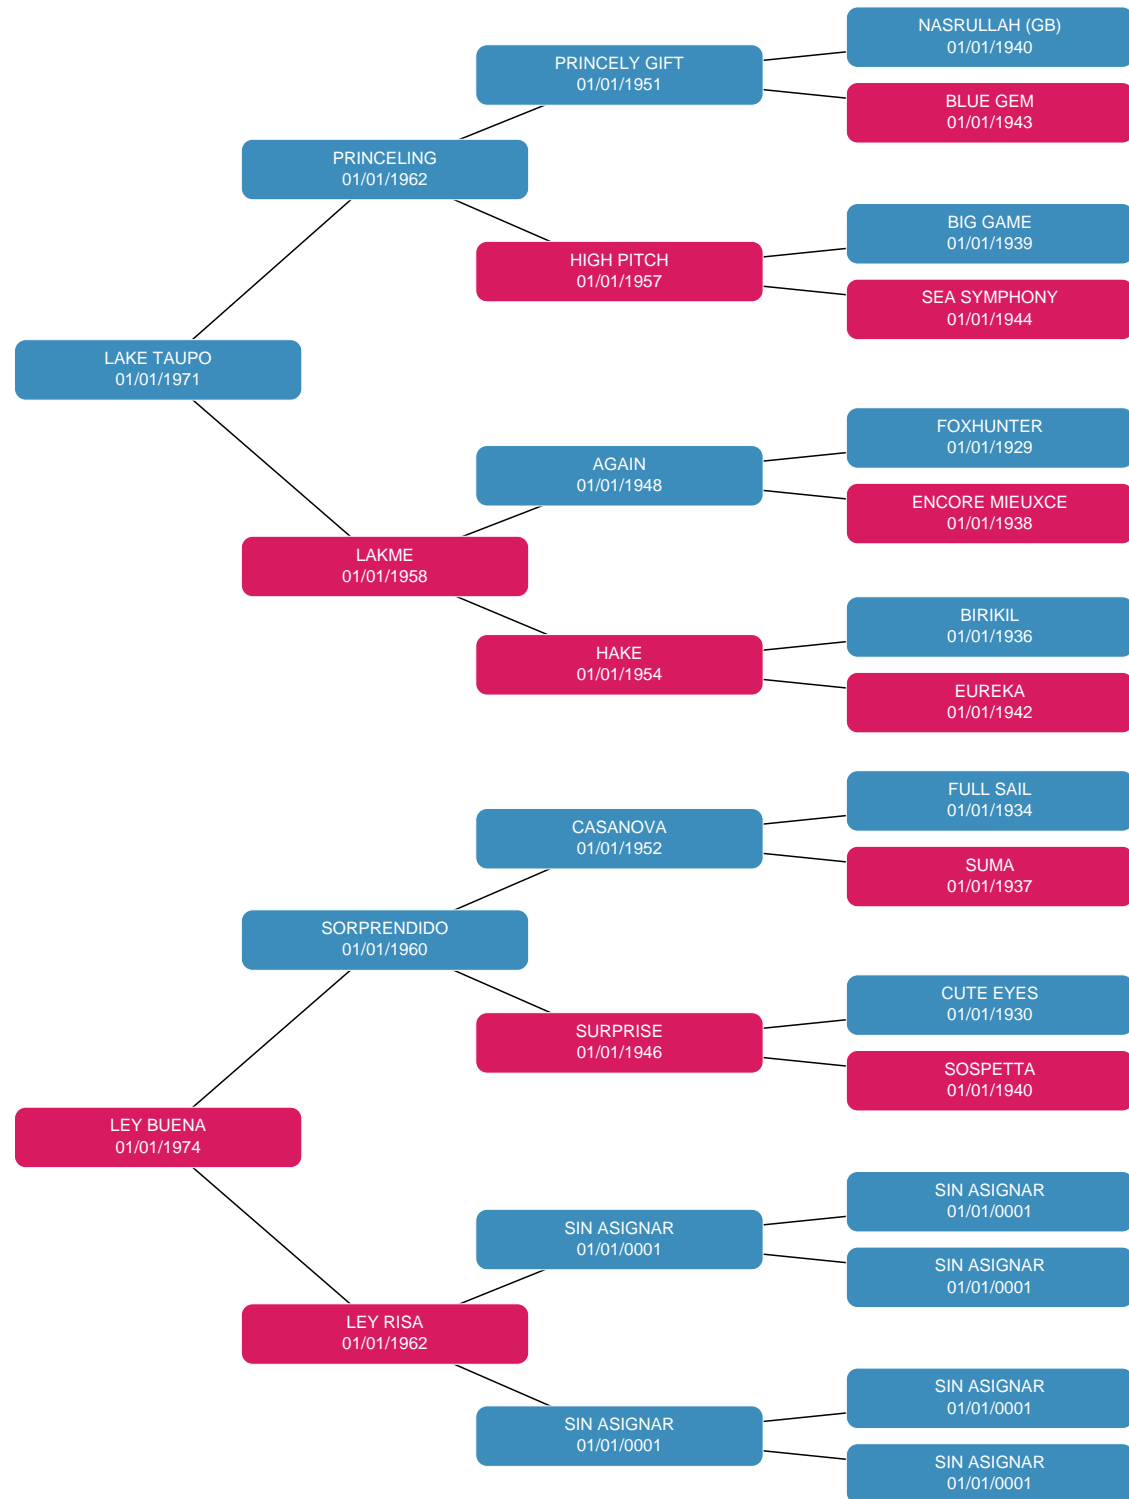 NASRULLAH (GB)
01/01/1940
PRINCELY GIFT
01/01/1951
BLUE GEM
01/01/1943
PRINCELING
01/01/1962
BIG GAME
01/01/1939
HIGH PITCH
01/01/1957
SEA SYMPHONY
01/01/1944
LAKE TAUPO
01/01/1971
FOXHUNTER
01/01/1929
AGAIN
01/01/1948
ENCORE MIEUXCE
01/01/1938
LAKME
01/01/1958
BIRIKIL
01/01/1936
HAKE
01/01/1954
EUREKA
01/01/1942
FULL SAIL
01/01/1934
CASANOVA
01/01/1952
SUMA
01/01/1937
SORPRENDIDO
01/01/1960
CUTE EYES
01/01/1930
SURPRISE
01/01/1946
SOSPETTA
01/01/1940
LEY BUENA
01/01/1974
SIN ASIGNAR
01/01/0001
SIN ASIGNAR
01/01/0001
SIN ASIGNAR
01/01/0001
LEY RISA
01/01/1962
SIN ASIGNAR
01/01/0001
SIN ASIGNAR
01/01/0001
SIN ASIGNAR
01/01/0001